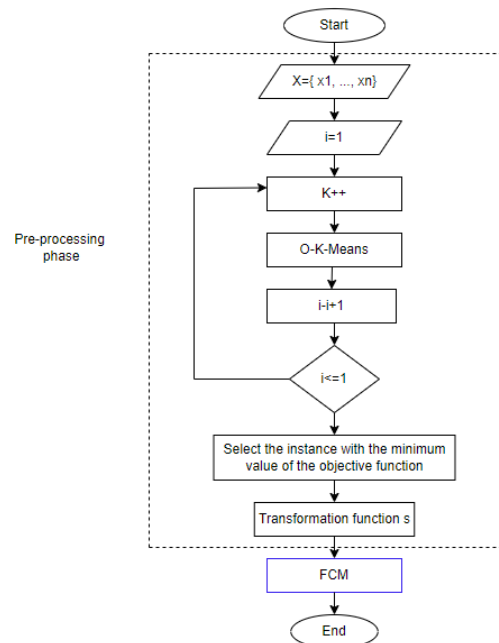 Start
X={ x1, ..., xn}
i=1
K++
Pre-processing
phase
O-K-Means
i-i+1
i<=1
Select the instance with the minimum
value of the objective function
Transformation function s
FCM
End